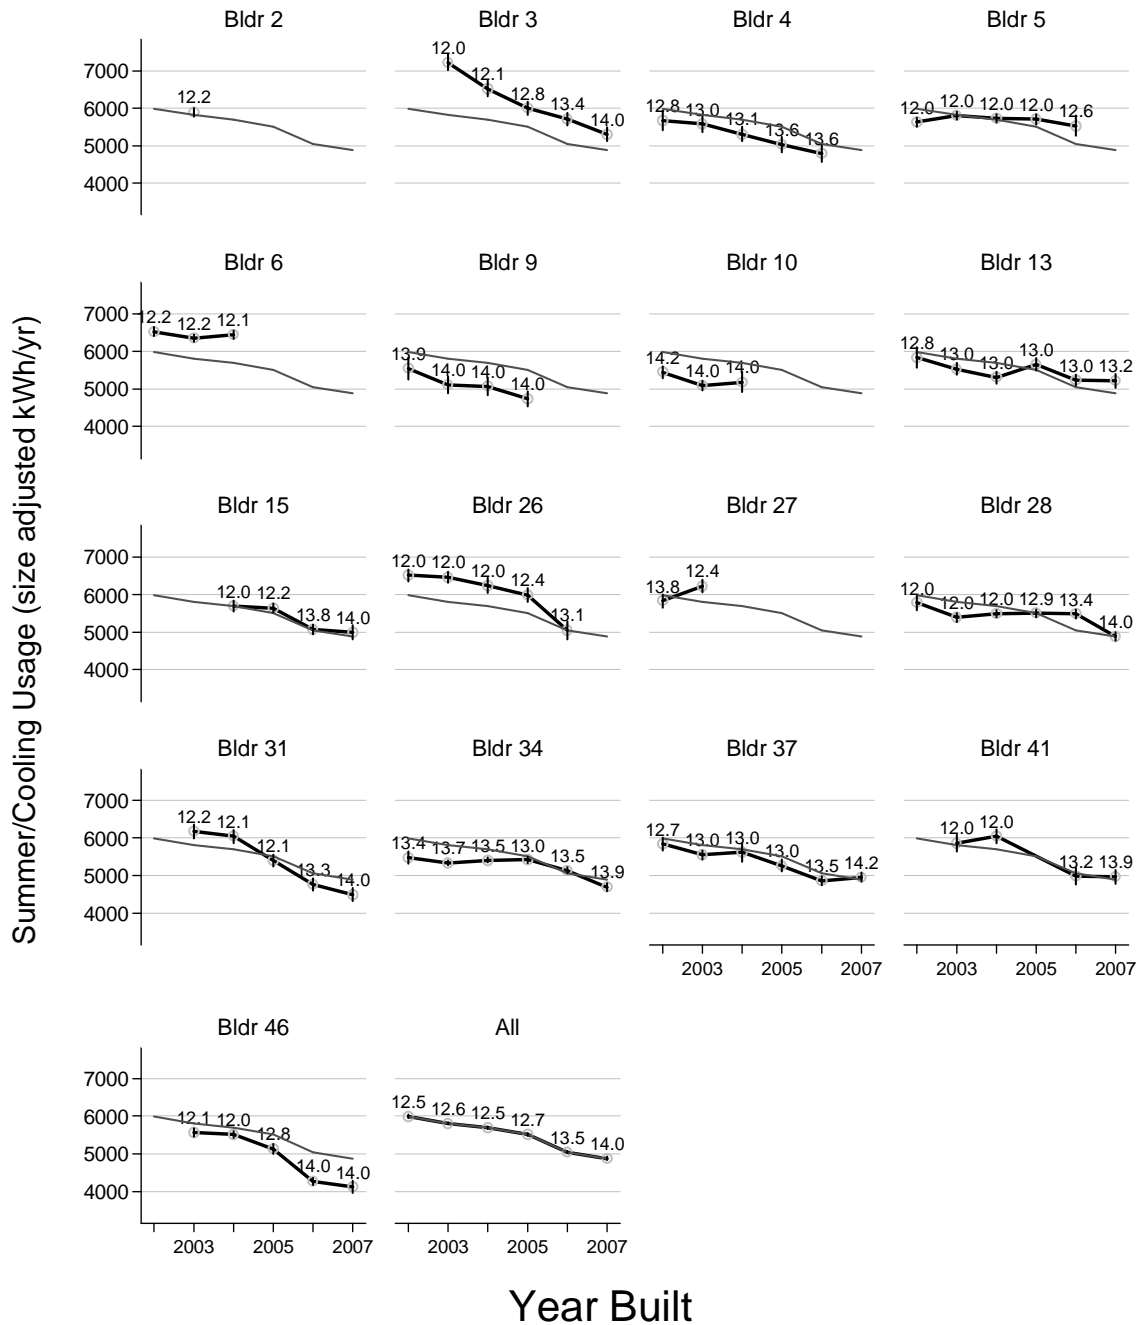 Bldr 2 Bldr 3 Bldr 4 Bldr 5
7000
6000
5000
4000
12.2
12.0 12.1 12.8 13.4 14.0
12.8 13.0 13.1 13.6 13.6
12.0 12.0 12.0 12.0 12.6
Bldr 6 Bldr 9 Bldr 10 Bldr 13
7000
6000
5000
4000
12.2 12.2 12.1
13.9 14.0 14.0 14.0
14.2 14.0 14.0
12.8 13.0 13.0 13.0 13.0 13.2
Summer/Cooling Usage (size adjusted kWh/yr)
Bldr 15 Bldr 26 Bldr 27 Bldr 28
7000
6000
5000
4000
12.0 12.2 13.8 14.0
12.0 12.0 12.0 12.4 13.1
13.8 12.4
12.0 12.0 12.0 12.9 13.4 14.0
Bldr 31 Bldr 34 Bldr 37 Bldr 41
7000
6000
5000
4000
12.2 12.1 12.1 13.3 14.0
13.4 13.7 13.5 13.0 13.5 13.9
12.7 13.0 13.0 13.0 13.5 14.2
12.0 12.0 13.2 13.9
2003 2005 2007 2003 2005 2007
Bldr 46 All
7000
6000
5000
4000
12.1 12.0 12.8 14.0 14.0
12.5 12.6 12.5 12.7 13.5 14.0
2003 2005 2007 2003 2005 2007
Year Built